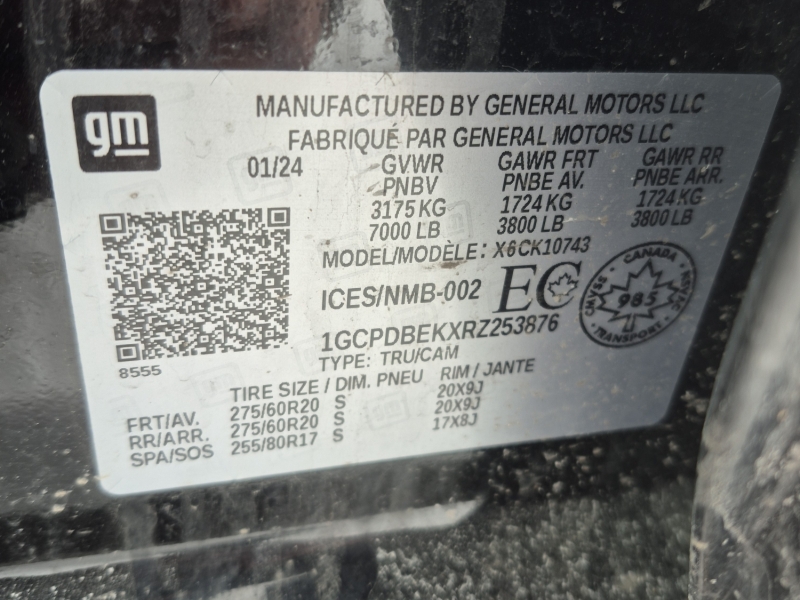 gm
MANUFACTURED BY GENERAL MOTORS LLC
FABRIQUÉ PAR GENERAL MOTORS LLC
01/24 GVWR GAWR FRT GAWR RR
PNBV PNBE AV. PNBE ARR.
3175 KG 1724 KG 1724 KG
7000 LB 3800 LB 3800 LB
MODEL/MODÈLE: X6CK10743
ICES/NMB-002 EC
CANADA
CMVSS NSVAC
985
TRANSPORT
1GCPDBEKXRZ253876
TYPE: TRU/CAM
8555
TIRE SIZE / DIM. PNEU RIM / JANTE
FRT/AV. 275/60R20 S 20X9J
RR/ARR. 275/60R20 S 20X9J
SPA/SOS 255/80R17 S 17X8J